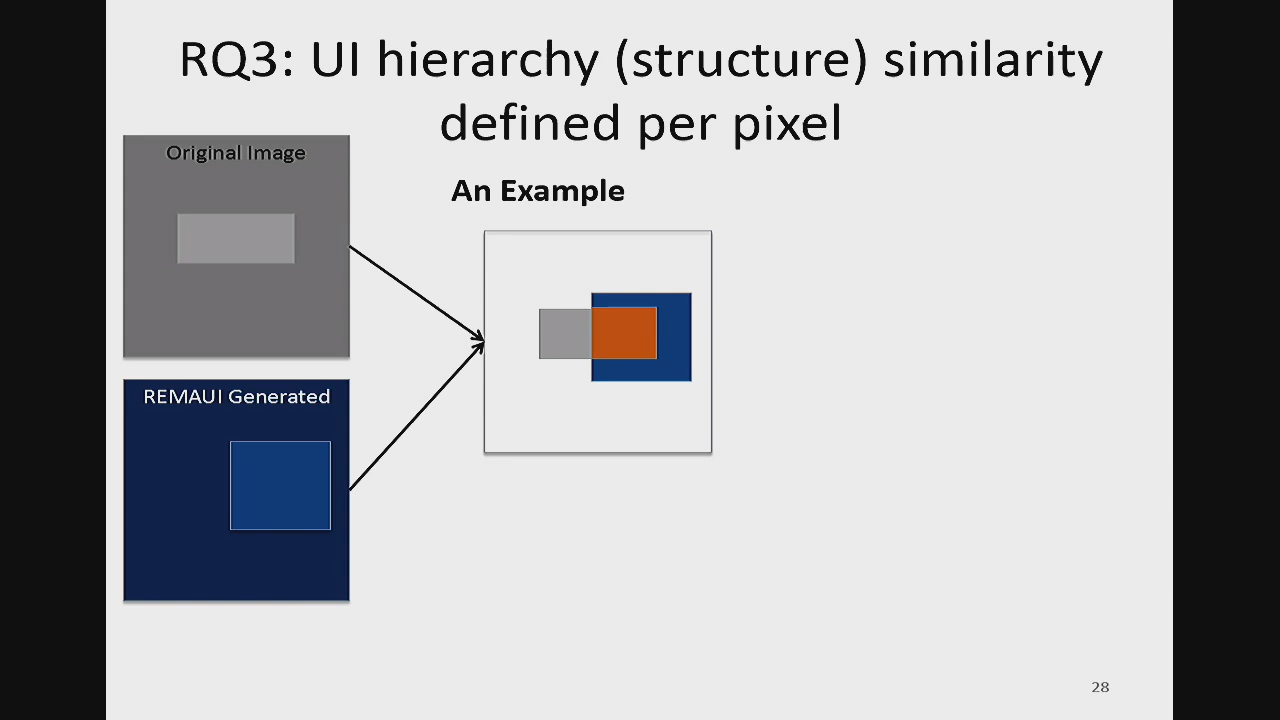 RQ3: UI hierarchy (structure) similarity
defined per pixel
Original Image
An Example
REMAUI Generated
28